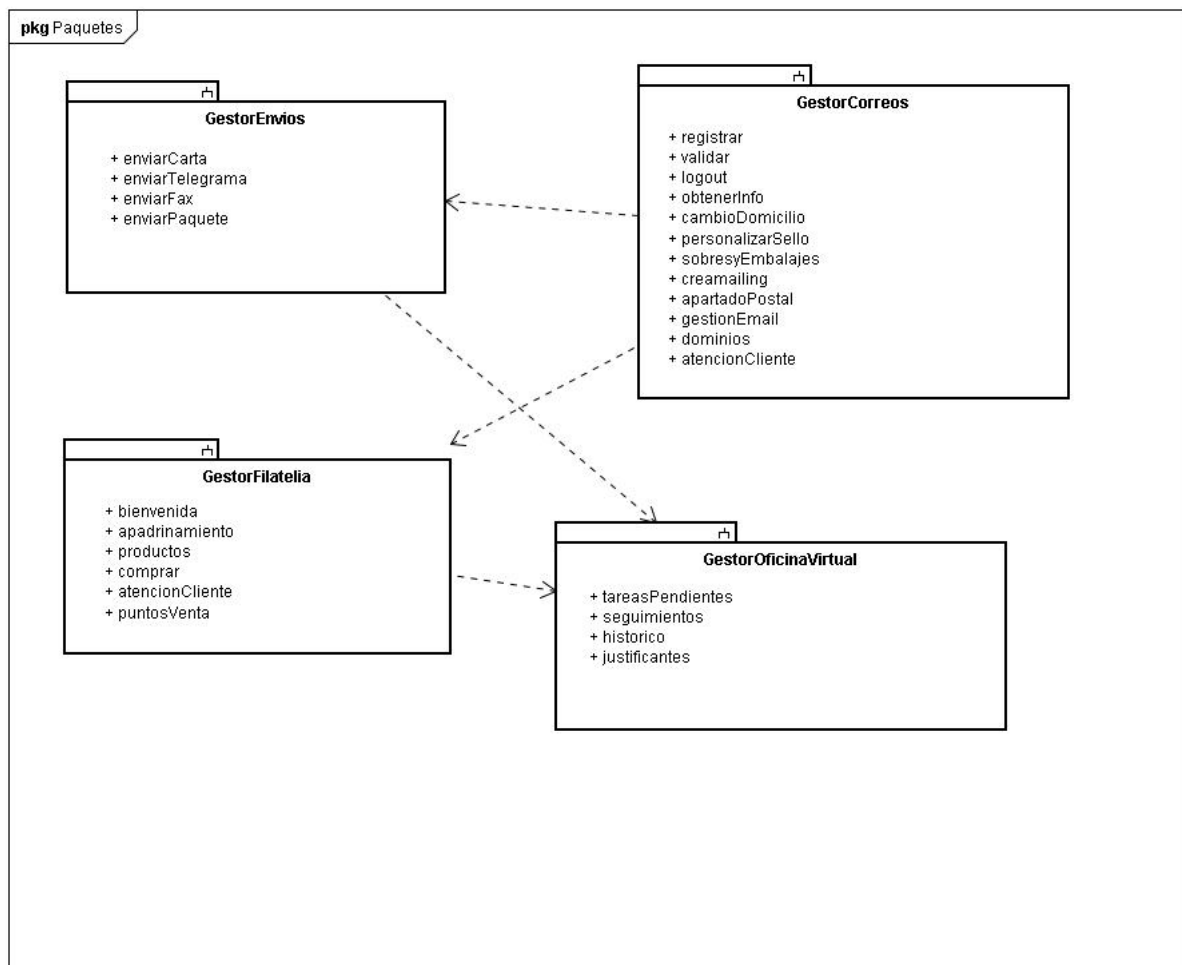 pkg Paquetes
GestorEnvios
+ enviarCarta
+ enviarTelegrama
+ enviarFax
+ enviarPaquete
GestorCorreos
+ registrar
+ validar
+ logout
+ obtenerInfo
+ cambioDomicilio
+ personalizarSello
+ sobresyEmbalajes
+ creamailing
+ apartadoPostal
+ gestionEmail
+ dominios
+ atencionCliente
GestorFilatelia
+ bienvenida
+ apadrinamiento
+ productos
+ comprar
+ atencionCliente
+ puntosVenta
GestorOficinaVirtual
+ tareasPendientes
+ seguimientos
+ historico
+ justificantes